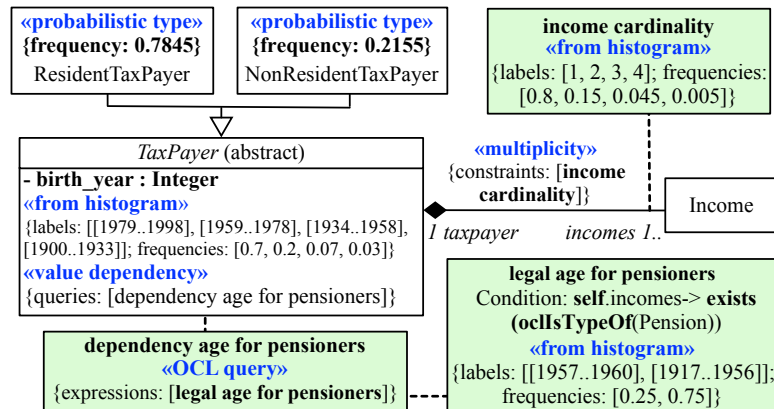 «probabilistic type»
{frequency: 0.7845}
ResidentTaxPayer
«probabilistic type»
{frequency: 0.2155}
NonResidentTaxPayer
income cardinality
«from histogram»
{labels: [1, 2, 3, 4]; frequencies:
[0.8, 0.15, 0.045, 0.005]}
TaxPayer (abstract)
- birth_year : Integer
«from histogram»
{labels: [[1979..1998], [1959..1978], [1934..1958],
[1900..1933]]; frequencies: [0.7, 0.2, 0.07, 0.03]}
«value dependency»
{queries: [dependency age for pensioners]}
«multiplicity»
{constraints: [income
cardinality]}
1 taxpayer
incomes 1..
Income
dependency age for pensioners
«OCL query»
{expressions: [legal age for pensioners]}
legal age for pensioners
Condition: self.incomes-> exists
(oclIsTypeOf(Pension))
«from histogram»
{labels: [[1957..1960], [1917..1956]];
frequencies: [0.25, 0.75]}